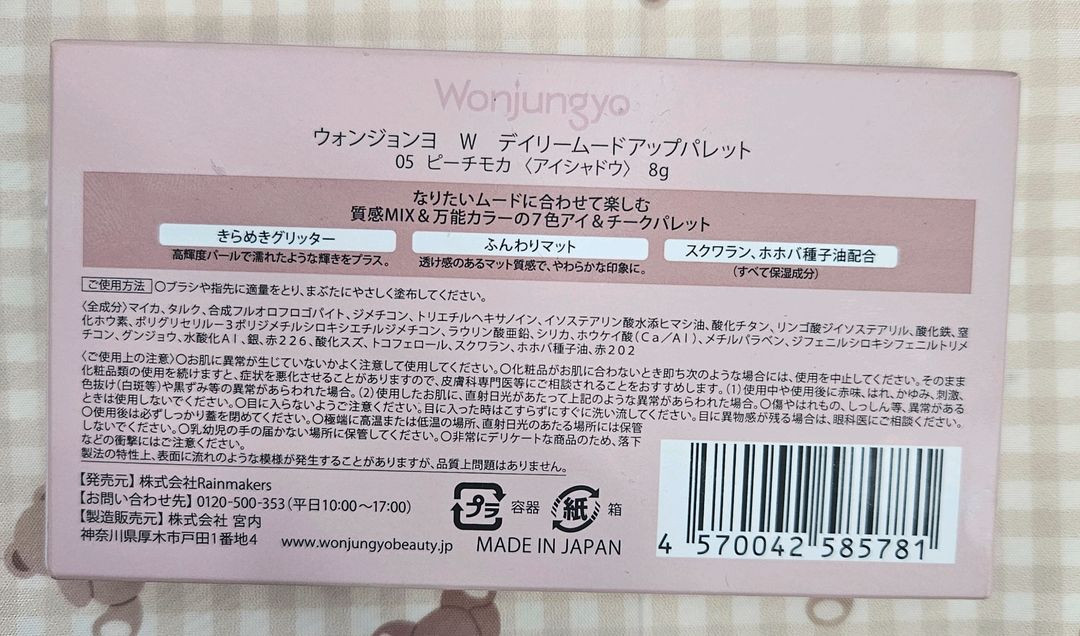 Wonjungyo
ウォンジョンヨ W デイリームードアップパレット
05 ピーチモカ 〈アイシャドウ〉 8g
なりたいムードに合わせて楽しむ
質感MIX＆万能カラーの7色アイ＆チークパレット
きらめきグリッター
高輝度パールで濡れたような輝きをプラス。
ふんわりマット
透け感のあるマット質感で、やわらかな印象に。
スクワラン、ホホバ種子油配合
(すべて保湿成分)
ご使用方法 ○ブラシや指先に適量をとり、まぶたにやさしく塗布してください。
〈全成分〉マイカ、タルク、合成フルオロフロゴパイト、ジメチコン、トリエチルヘキサノイン、イソステアリン酸水添ヒマシ油、酸化チタン、リンゴ酸ジイソステアリル、酸化鉄、窒
化ホウ素、ポリグリセリル－3ポリジメチルシロキシエチルジメチコン、ラウリン酸亜鉛、シリカ、ホウケイ酸（Ca／Al）、メチルパラベン、ジフェニルシロキシフェニルトリメ
チコン、グンジョウ、水酸化Al、銀、赤226、酸化スズ、トコフェロール、スクワラン、ホホバ種子油、赤202
〈ご使用上の注意〉○お肌に異常が生じていないかよく注意して使用してください。○化粧品がお肌に合わないとき即ち次のような場合には、使用を中止してください。そのまま
化粧品類の使用を続けますと、症状を悪化させることがありますので、皮膚科専門医等にご相談されることをおすすめします。(1)使用中や使用後に赤味、はれ、かゆみ、刺激、
色抜け(白斑等)や黒ずみ等の異常があらわれた場合。(2)使用したお肌に、直射日光があたって上記のような異常があらわれた場合。○傷やはれもの、しっしん等、異常がある
ときは使用しないでください。○目に入らないようご注意ください。目に入った時はこすらずにすぐに洗い流してください。目に異物感が残る場合は、眼科医にご相談ください。
○使用後は必ずしっかり蓋を閉めてください。○極端に高温または低温の場所、直射日光のあたる場所には保管
しないでください。○乳幼児の手の届かない場所に保管してください。○非常にデリケートな商品のため、落下
などの衝撃にはご注意ください。
製法の特性上、表面に流れのような模様が発生することがありますが、品質上問題はありません。
【発売元】株式会社Rainmakers
【お問い合わせ先】0120-500-353（平日10:00～17:00）
【製造販売元】株式会社 宮内
神奈川県厚木市戸田1番地4 www.wonjungyobeauty.jp
プラ 容器 紙 箱
MADE IN JAPAN
4 570042 585781